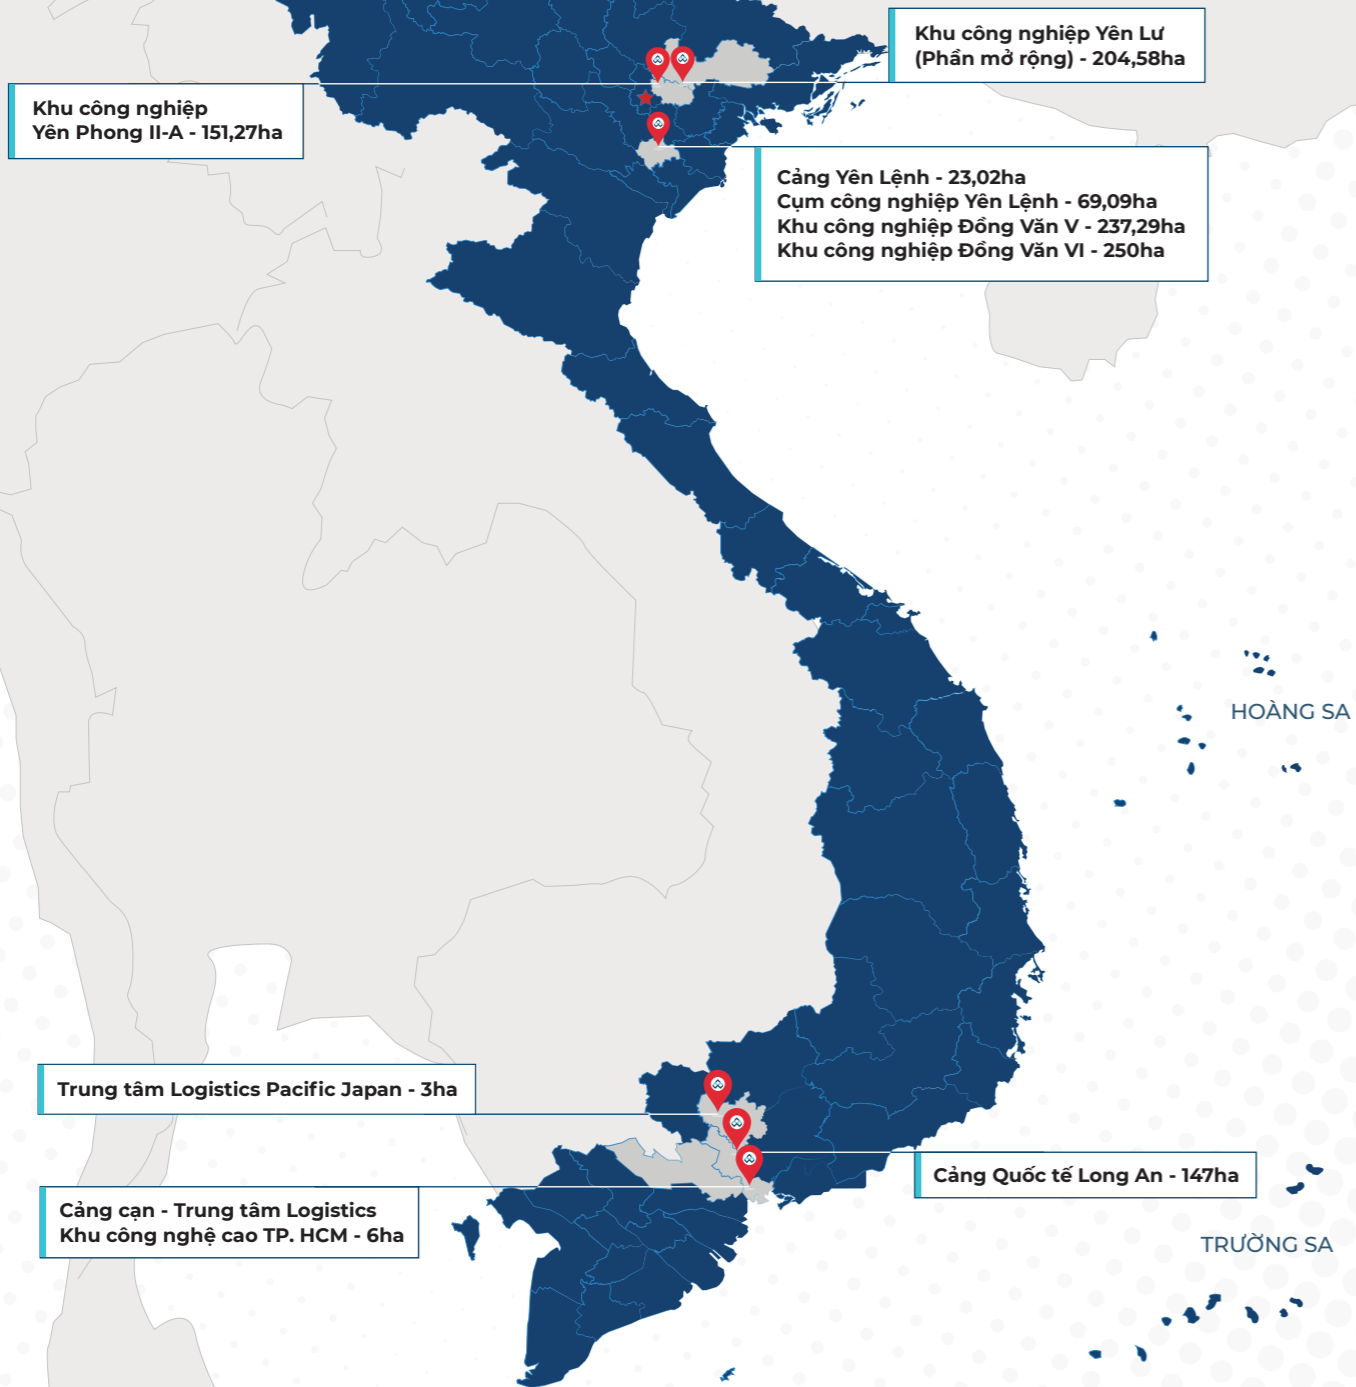 Khu công nghiệp Yên Lư
(Phần mở rộng) - 204,58ha
Khu công nghiệp
Yên Phong II-A - 151,27ha
Cảng Yên Lệnh - 23,02ha
Cụm công nghiệp Yên Lệnh - 69,09ha
Khu công nghiệp Đồng Văn V - 237,29ha
Khu công nghiệp Đồng Văn VI - 250ha
HOÀNG SA
Trung tâm Logistics Pacific Japan - 3ha
Cảng Quốc tế Long An - 147ha
Cảng cạn - Trung tâm Logistics
Khu công nghệ cao TP. HCM - 6ha
TRƯỜNG SA